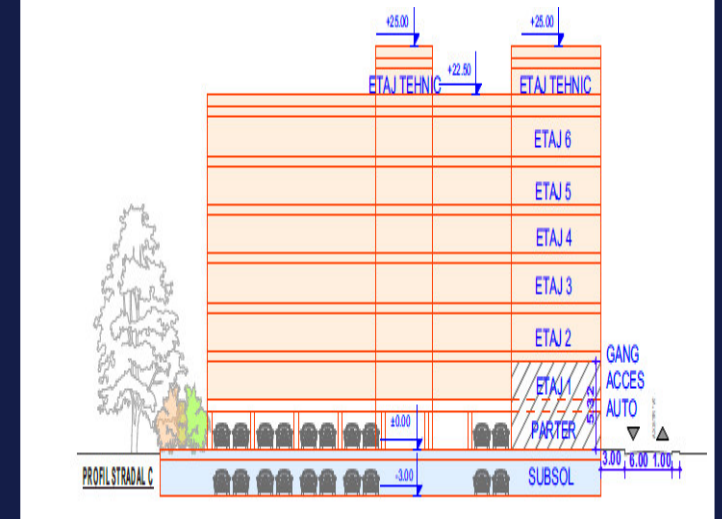 +25.00
+25.00
+22.50
ETAJ TEHNIC
ETAJ TEHNIC
ETAJ 6
ETAJ 5
ETAJ 4
ETAJ 3
ETAJ 2
GANG
ACCES
AUTO
ETAJ 1
PARTER
±0.00
3.00
6.00
1.00
PROFIL STRADAL C
-3.00
SUBSOL